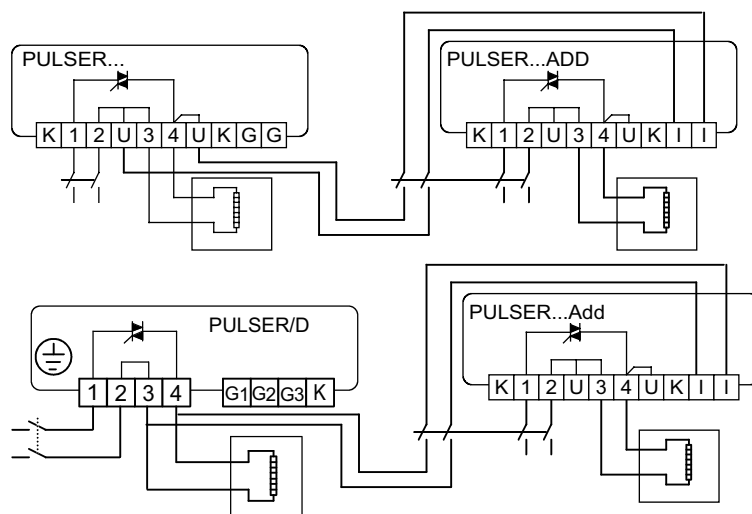 PULSER...
K 1 2 U 3 4 U K G G
PULSER...ADD
K 1 2 U 3 4 U K I I
PULSER/D
1 2 3 4
G1 G2 G3 K
PULSER...Add
K 1 2 U 3 4 U K I I